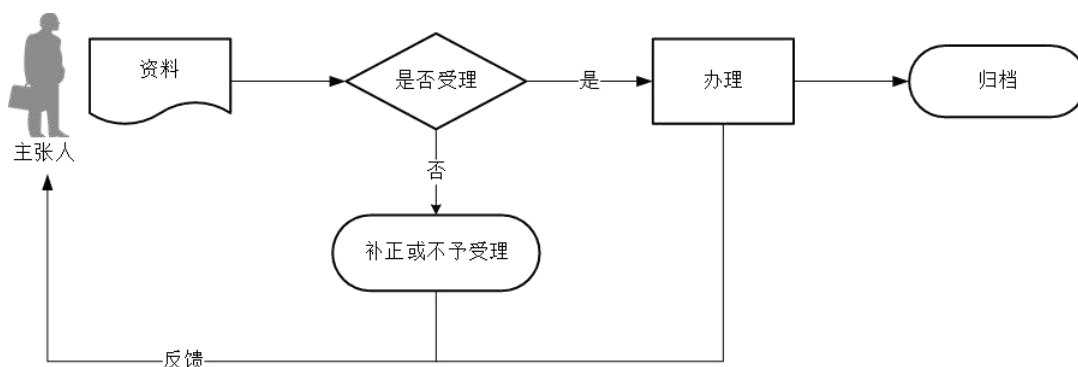 主张人
资料
是否受理
是
办理
归档
否
补正或不予受理
反馈